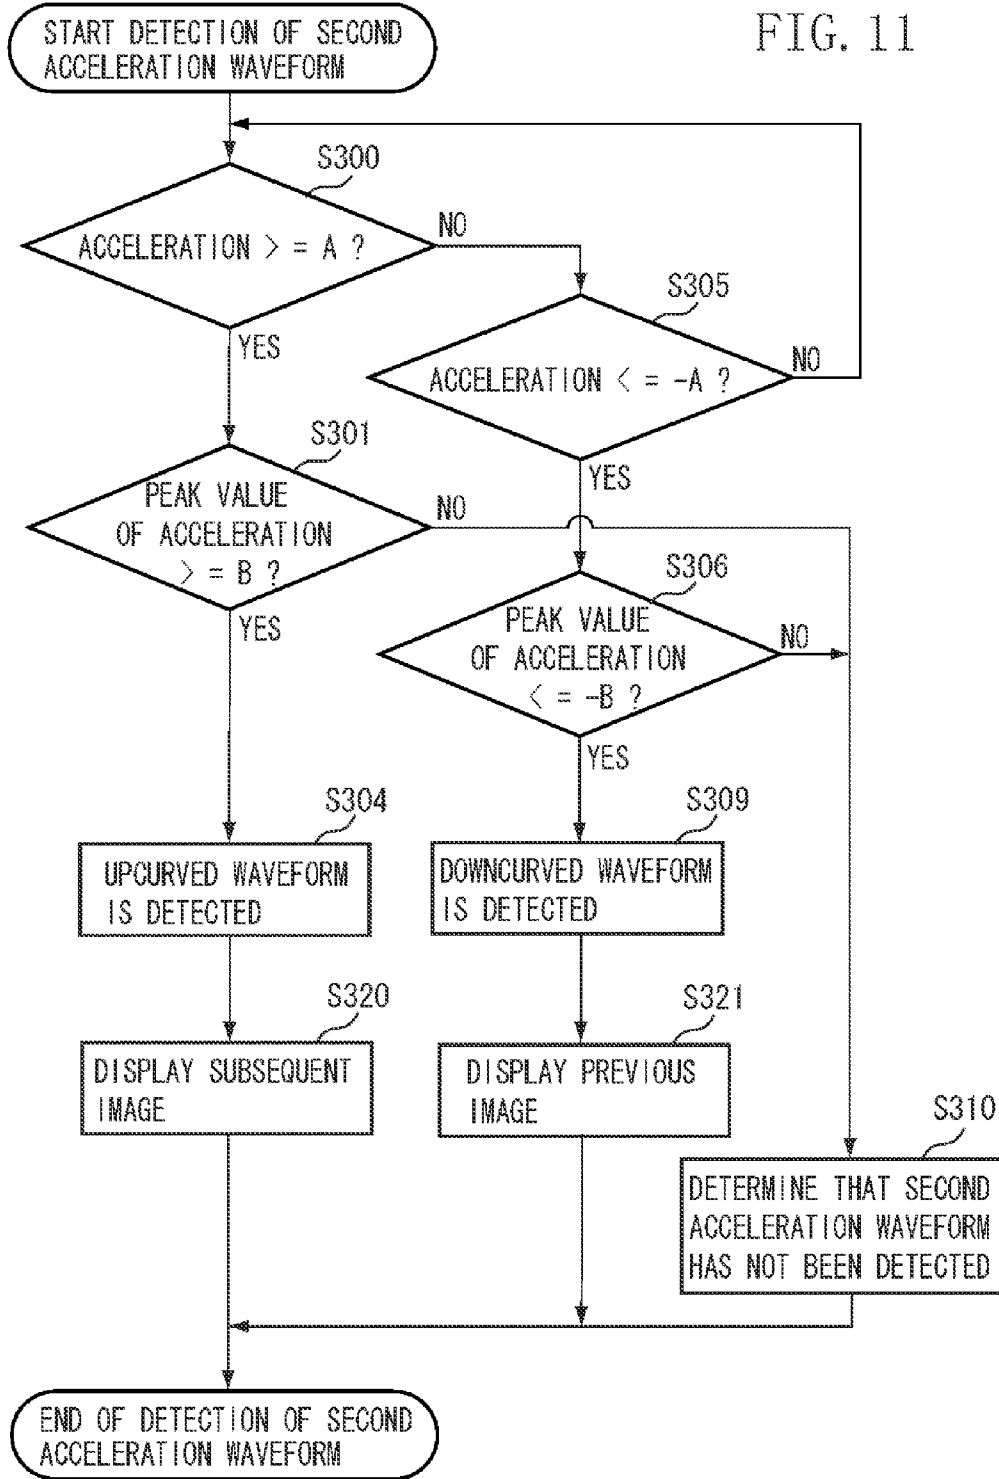 START DETECTION OF SECOND
ACCELERATION WAVEFORM
FIG. 11
S300
ACCELERATION > = A ?
NO
YES
S305
ACCELERATION < = -A ?
NO
YES
S301
PEAK VALUE
OF ACCELERATION
> = B ?
NO
YES
S306
PEAK VALUE
OF ACCELERATION
< = -B ?
NO
YES
S304
UPCURVED WAVEFORM
IS DETECTED
S309
DOWNCURVED WAVEFORM
IS DETECTED
S320
DISPLAY SUBSEQUENT
IMAGE
S321
DISPLAY PREVIOUS
IMAGE
S310
DETERMINE THAT SECOND
ACCELERATION WAVEFORM
HAS NOT BEEN DETECTED
END OF DETECTION OF SECOND
ACCELERATION WAVEFORM